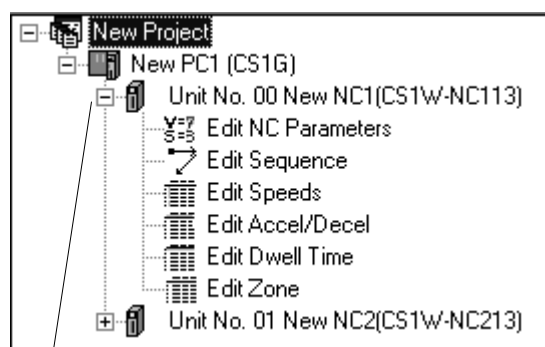 New Project
New PC1 (CS1G)
Unit No. 00 New NC1(CS1W-NC113)
Edit NC Parameters
Edit Sequence
Edit Speeds
Edit Accel/Decel
Edit Dwell Time
Edit Zone
Unit No. 01 New NC2(CS1W-NC213)